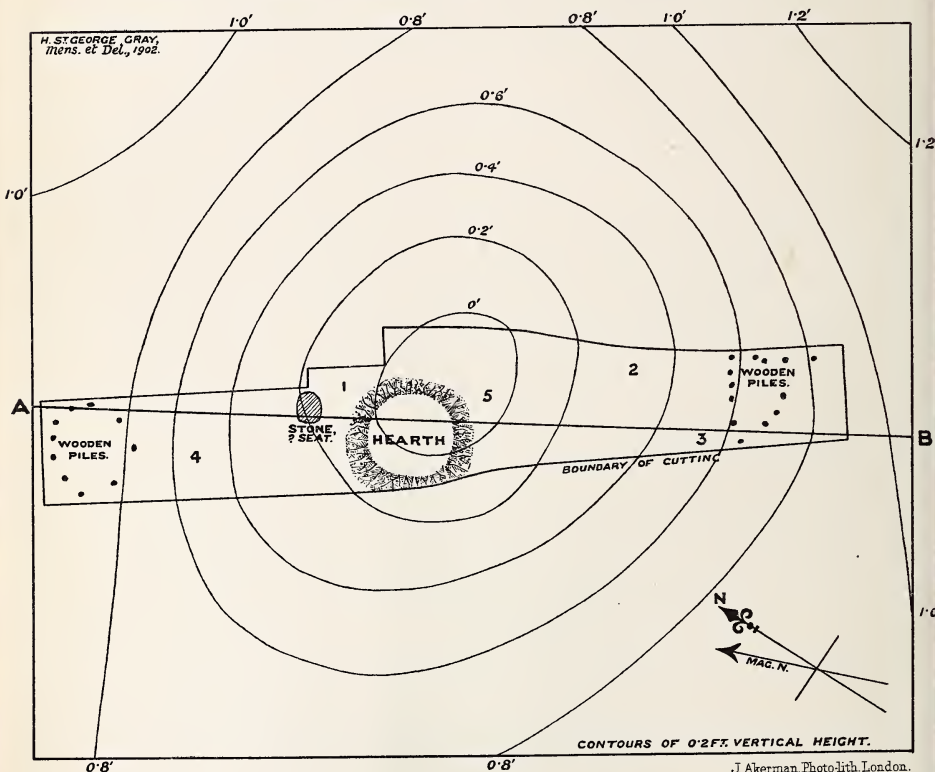 1·0'
0·8'
0·8'
1·0'
1·2'
H. ST. GEORGE GRAY,
Mens. et Del., 1902.
0·6'
1·2
0·4'
1·0'
0·2'
0'
1
2
5
WOODEN
PILES.
A
STONE,
? SEAT.
HEARTH
B
WOODEN
PILES.
4
3
BOUNDARY OF CUTTING
N
1·0
MAG. N.
CONTOURS OF 0·2FT. VERTICAL HEIGHT.
0·8'
0·8'
J. Akerman, Photo-lith, London.